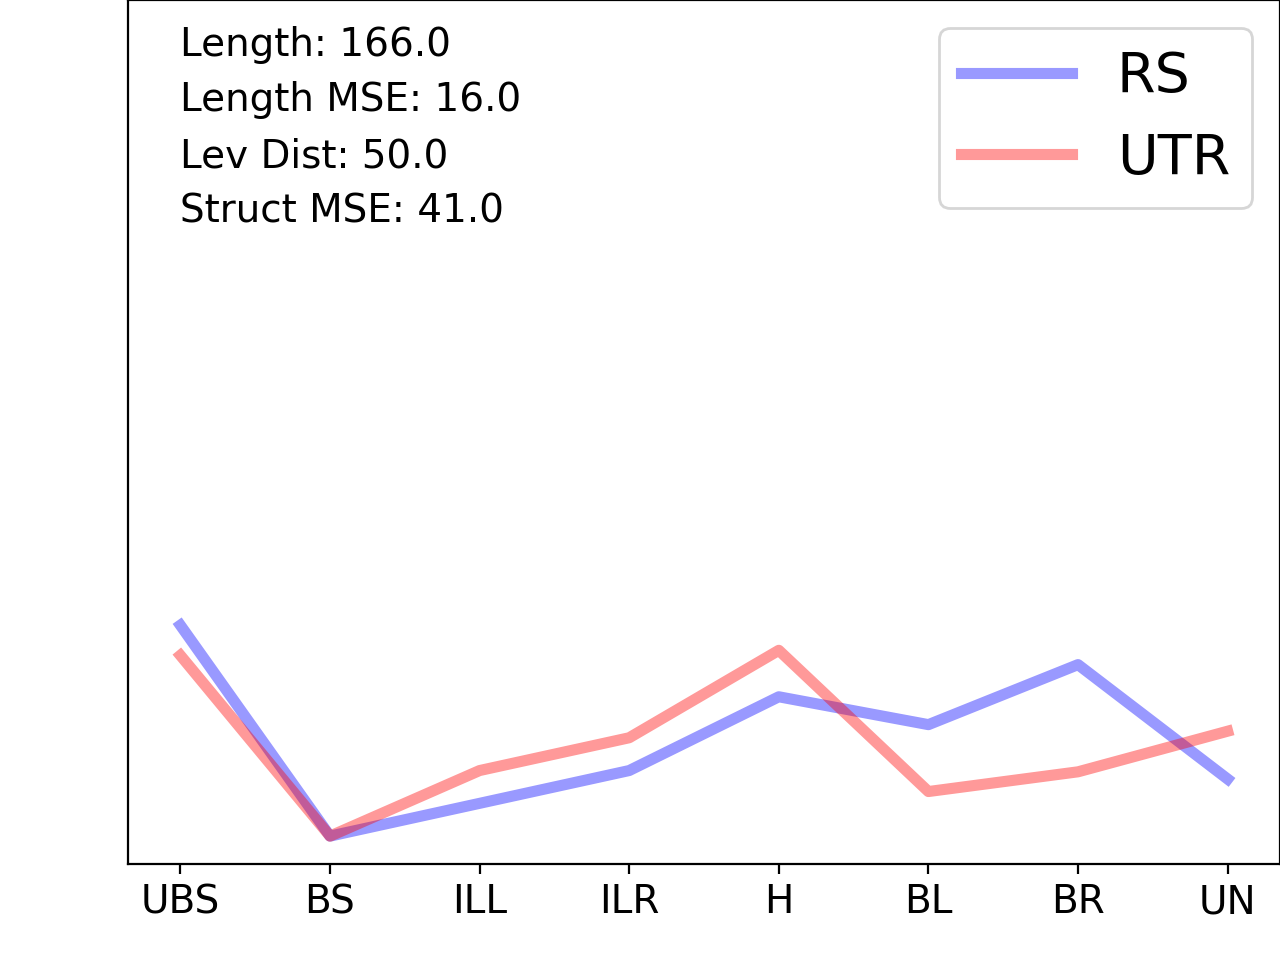 Length: 166.0
Length MSE: 16.0
Lev Dist: 50.0
Struct MSE: 41.0
RS
UTR
UBS BS ILL ILR H BL BR UN